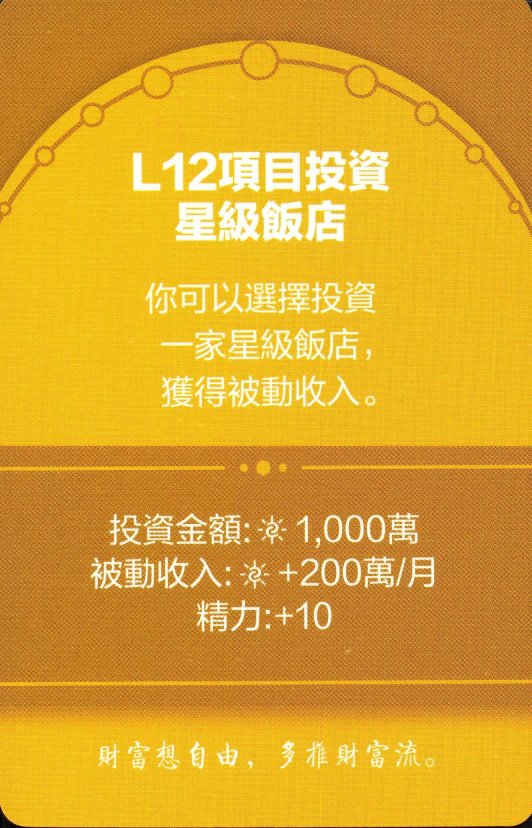 L12項目投資
星級飯店
你可以選擇投資
一家星級飯店，
獲得被動收入。
投資金額: 1,000萬
被動收入: +200萬/月
精力:+10
財富想自由，多推財富流。